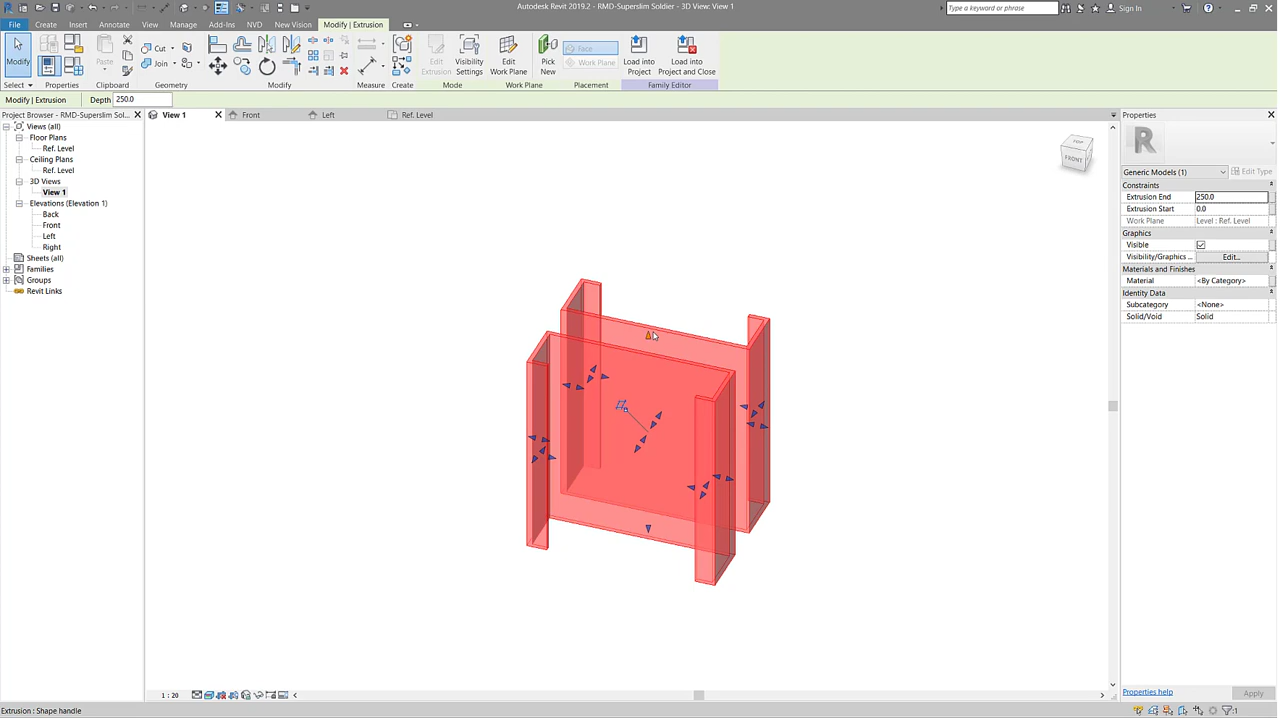 Autodesk Revit 2019.2 - RMD-Superslim Soldier - 3D View: View 1
Type a keyword or phrase
Sign In
File Create Insert Annotate View Manage Add-Ins NVD New Vision Modify | Extrusion
Modify Paste Cut Join Edit Extrusion Visibility Settings Edit Work Plane Pick New Face Work Plane Load into Project Load into Project and Close
Select Properties Clipboard Geometry Modify Measure Create Mode Work Plane Placement Family Editor
Modify | Extrusion Depth 250.0
Project Browser - RMD-Superslim Sol...
View 1 Front Left Ref. Level
Properties
Views (all)
Floor Plans
Ref. Level
Ceiling Plans
Ref. Level
3D Views
View 1
Elevations (Elevation 1)
Back
Front
Left
Right
Sheets (all)
Families
Groups
Revit Links
TOP
FRONT
R
Generic Models (1) Edit Type
Constraints
Extrusion End 250.0
Extrusion Start 0.0
Work Plane Level : Ref. Level
Graphics
Visible
Visibility/Graphics ... Edit...
Materials and Finishes
Material <By Category>
Identity Data
Subcategory <None>
Solid/Void Solid
1 : 20
Properties help Apply
Extrusion : Shape handle
:1